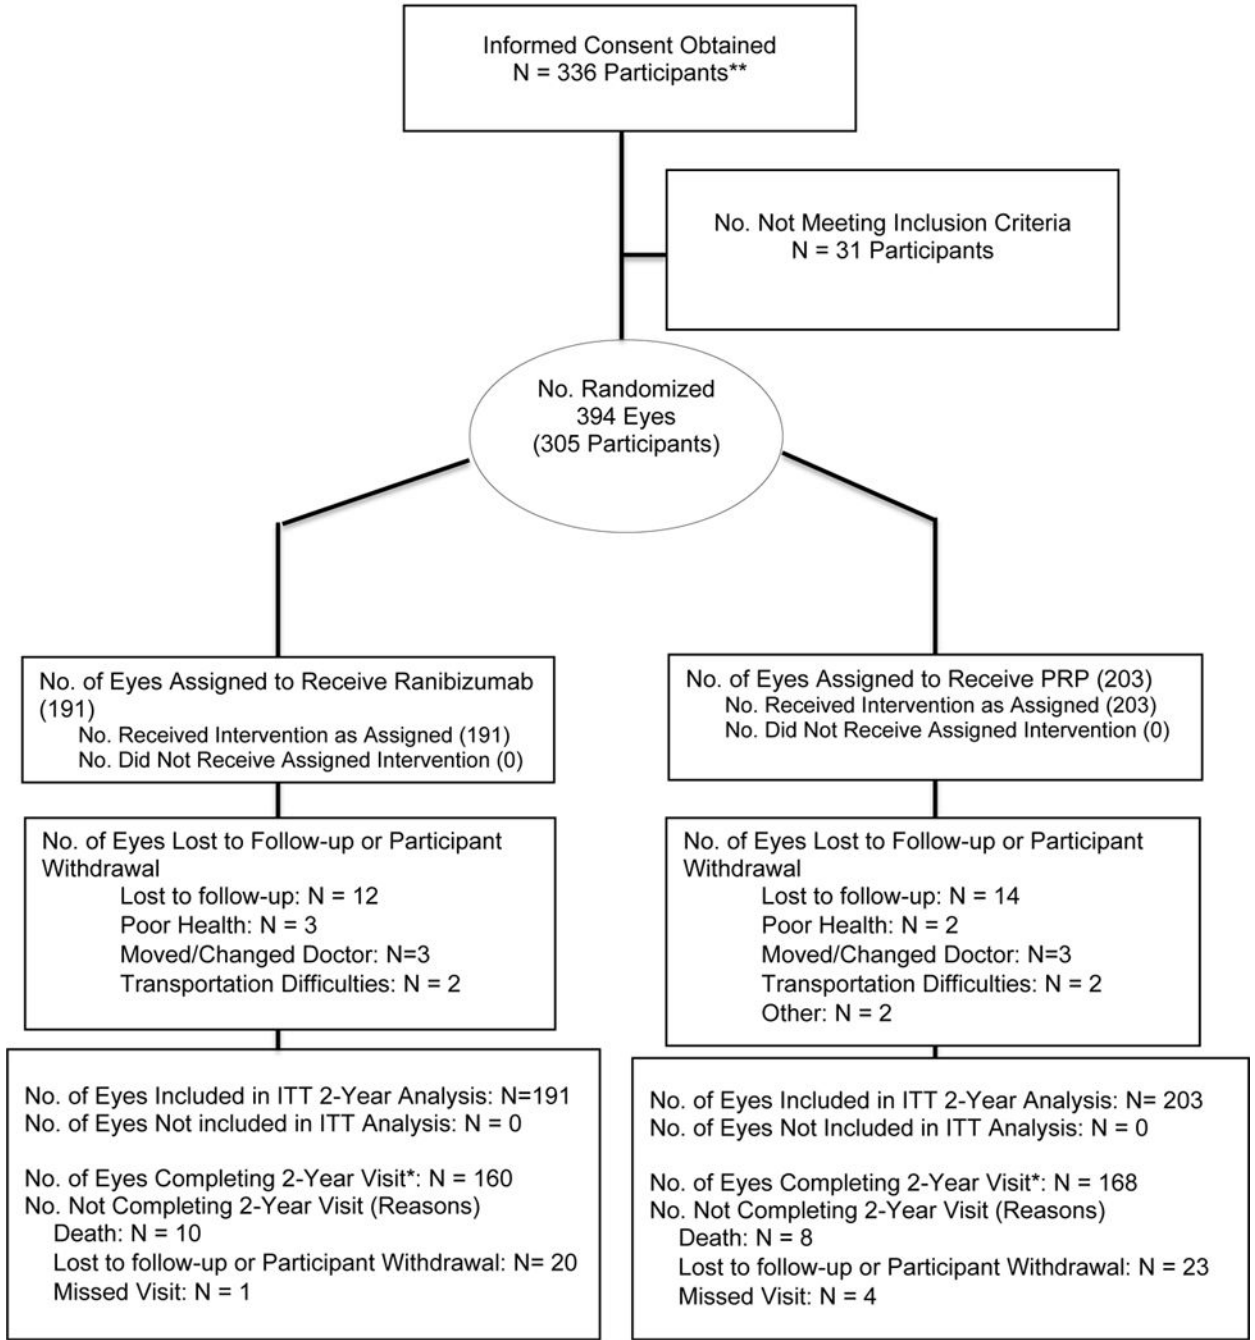 Informed Consent Obtained
N = 336 Participants**
No. Not Meeting Inclusion Criteria
N = 31 Participants
No. Randomized
394 Eyes
(305 Participants)
No. of Eyes Assigned to Receive Ranibizumab
(191)
No. Received Intervention as Assigned (191)
No. Did Not Receive Assigned Intervention (0)
No. of Eyes Assigned to Receive PRP (203)
No. Received Intervention as Assigned (203)
No. Did Not Receive Assigned Intervention (0)
No. of Eyes Lost to Follow-up or Participant
Withdrawal
Lost to follow-up: N = 12
Poor Health: N = 3
Moved/Changed Doctor: N=3
Transportation Difficulties: N = 2
No. of Eyes Lost to Follow-up or Participant
Withdrawal
Lost to follow-up: N = 14
Poor Health: N = 2
Moved/Changed Doctor: N=3
Transportation Difficulties: N = 2
Other: N = 2
No. of Eyes Included in ITT 2-Year Analysis: N=191
No. of Eyes Not included in ITT Analysis: N = 0
No. of Eyes Completing 2-Year Visit*: N = 160
No. Not Completing 2-Year Visit (Reasons)
Death: N = 10
Lost to follow-up or Participant Withdrawal: N= 20
Missed Visit: N = 1
No. of Eyes Included in ITT 2-Year Analysis: N= 203
No. of Eyes Not Included in ITT Analysis: N = 0
No. of Eyes Completing 2-Year Visit*: N = 168
No. Not Completing 2-Year Visit (Reasons)
Death: N = 8
Lost to follow-up or Participant Withdrawal: N = 23
Missed Visit: N = 4